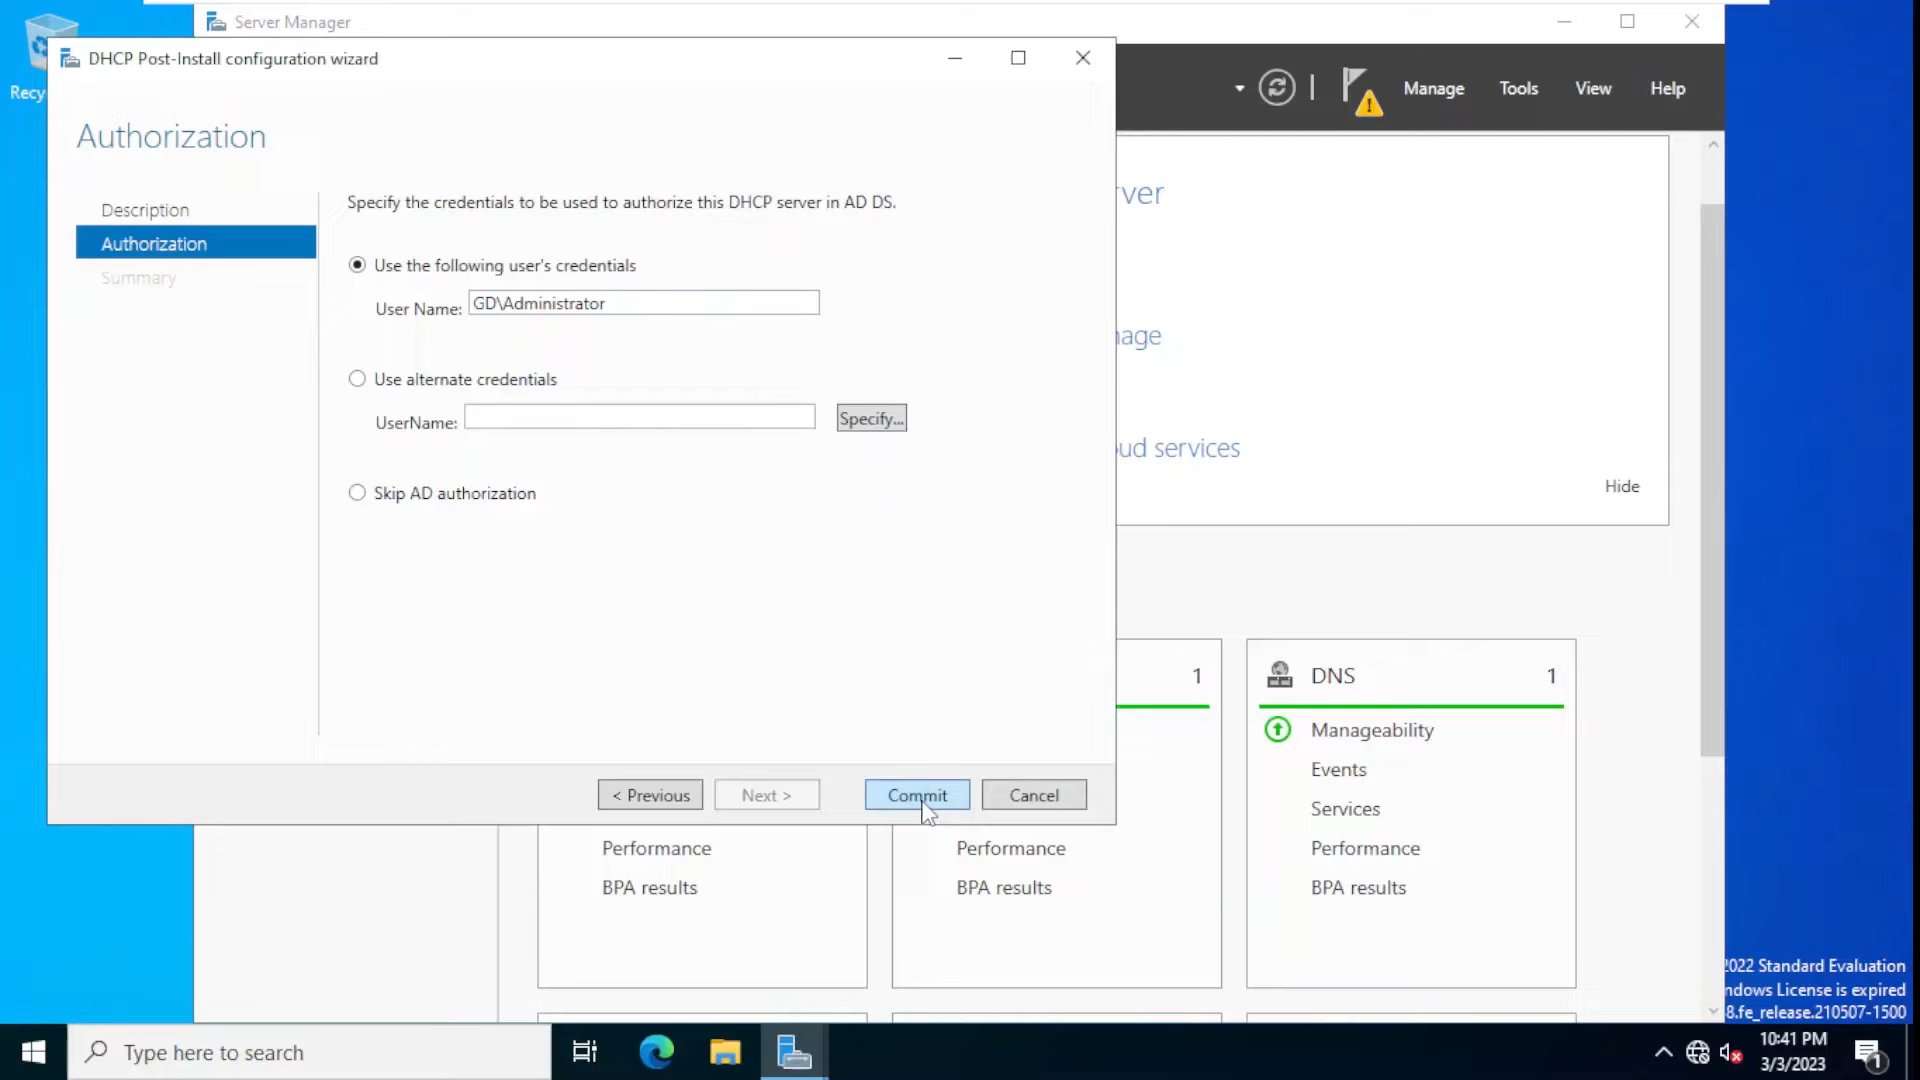 Server Manager
DHCP Post-Install configuration wizard
Recy
Manage Tools View Help
Authorization
Description
Authorization
Summary
Specify the credentials to be used to authorize this DHCP server in AD DS.
Use the following user's credentials
User Name: GD\Administrator
Use alternate credentials
UserName:
Specify...
Skip AD authorization
< Previous
Next >
Commit
Cancel
ver
nage
oud services
Hide
1
Performance
BPA results
Performance
BPA results
DNS 1
Manageability
Events
Services
Performance
BPA results
2022 Standard Evaluation
ndows License is expired
8.fe_release.210507-1500
Type here to search
10:41 PM
3/3/2023
1